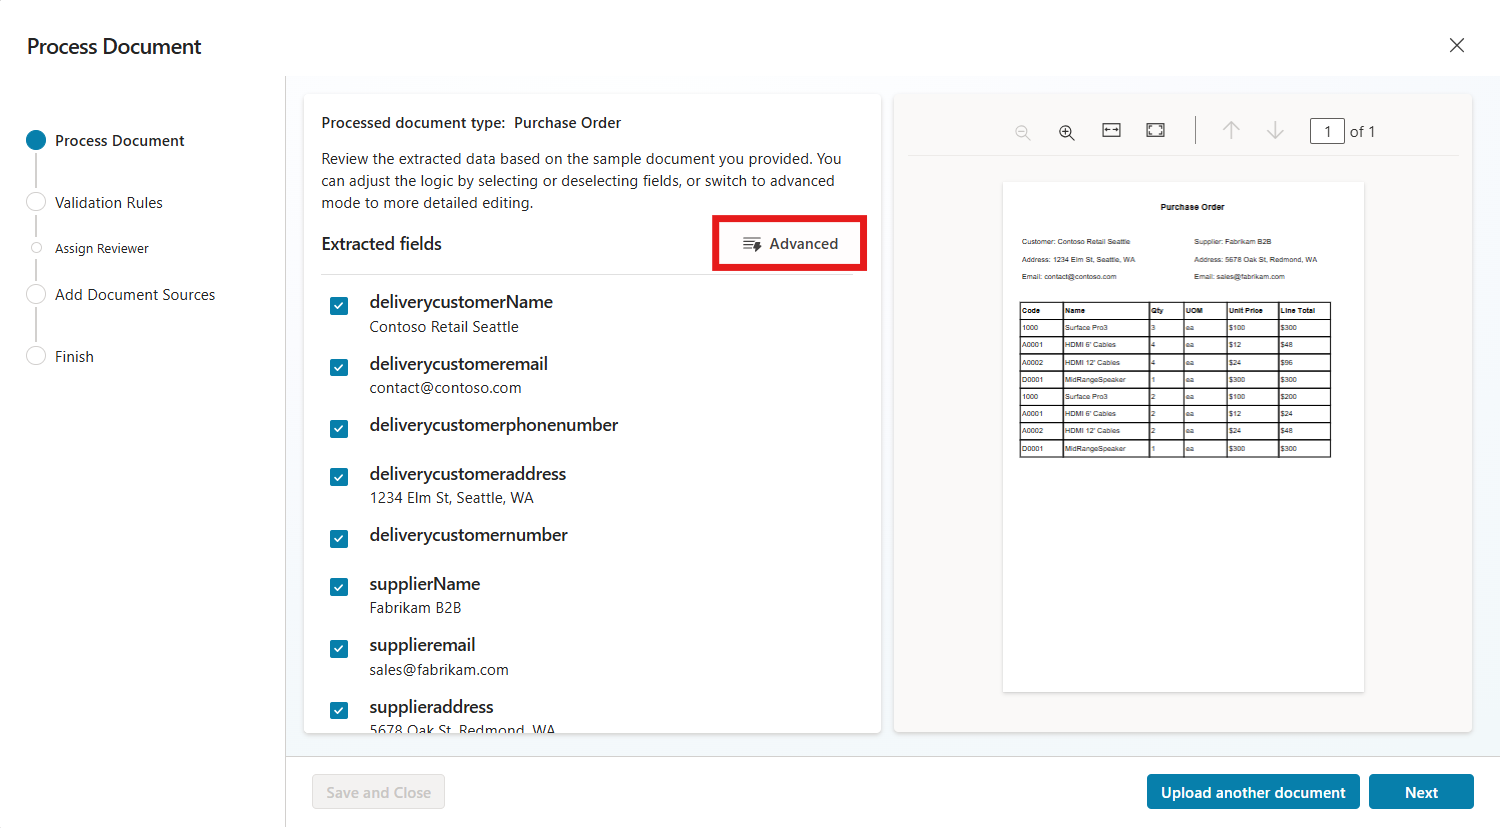 Process Document
Process Document
Validation Rules
Assign Reviewer
Add Document Sources
Finish
Processed document type: Purchase Order
Review the extracted data based on the sample document you provided. You
can adjust the logic by selecting or deselecting fields, or switch to advanced
mode to more detailed editing.
Extracted fields
Advanced
deliverycustomerName
Contoso Retail Seattle
deliverycustomeremail
contact@contoso.com
deliverycustomerphonenumber
deliverycustomeraddress
1234 Elm St, Seattle, WA
deliverycustomernumber
supplierName
Fabrikam B2B
supplieremail
sales@fabrikam.com
supplieraddress
5678 Oak St, Redmond, WA
1 of 1
Purchase Order
Customer: Contoso Retail Seattle Supplier: Fabrikam B2B
Address: 1234 Elm St, Seattle, WA Address: 5678 Oak St, Redmond, WA
Email: contact@contoso.com Email: sales@fabrikam.com
Code Name Qty UOM Unit Price Line Total
1000 Surface Pro3 3 ea $100 $300
A0001 HDMI 6' Cables 4 ea $12 $48
A0002 HDMI 12' Cables 4 ea $24 $96
D0001 MidRangeSpeaker 1 ea $300 $300
1000 Surface Pro3 2 ea $100 $200
A0001 HDMI 6' Cables 2 ea $12 $24
A0002 HDMI 12' Cables 2 ea $24 $48
D0001 MidRangeSpeaker 1 ea $300 $300
Save and Close
Upload another document
Next